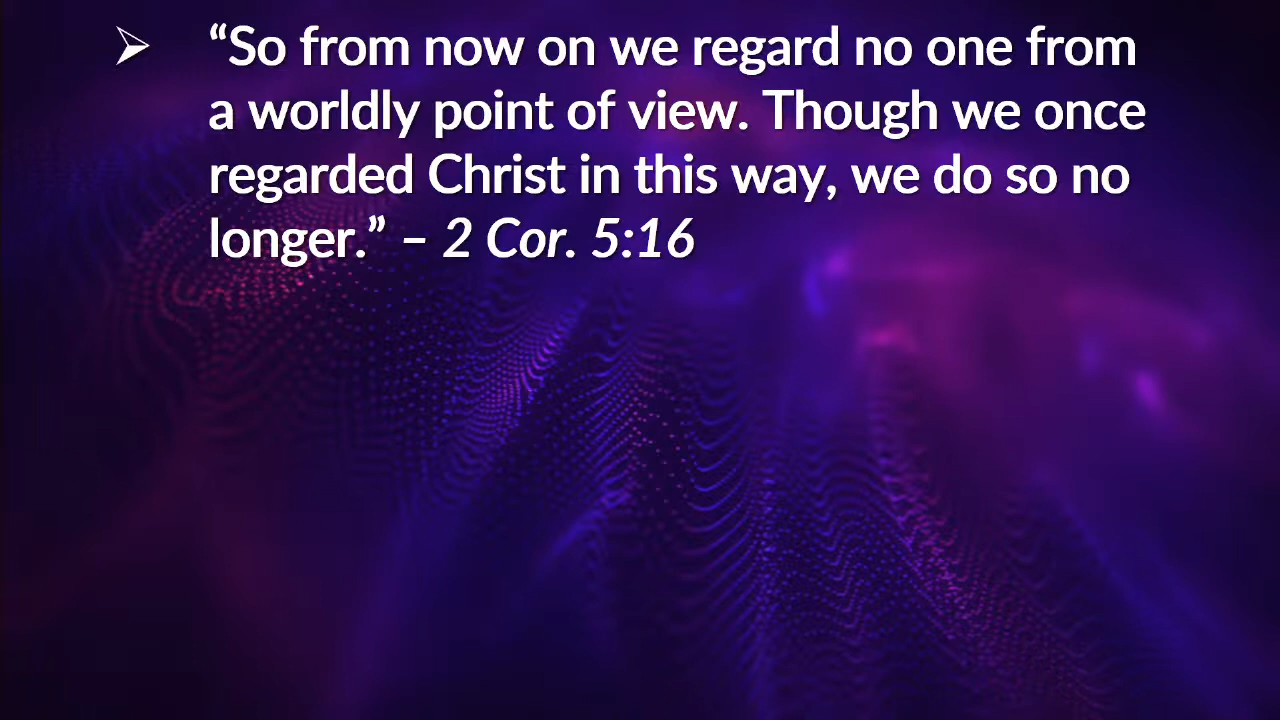 ➢ “So from now on we regard no one from
a worldly point of view. Though we once
regarded Christ in this way, we do so no
longer.” – 2 Cor. 5:16